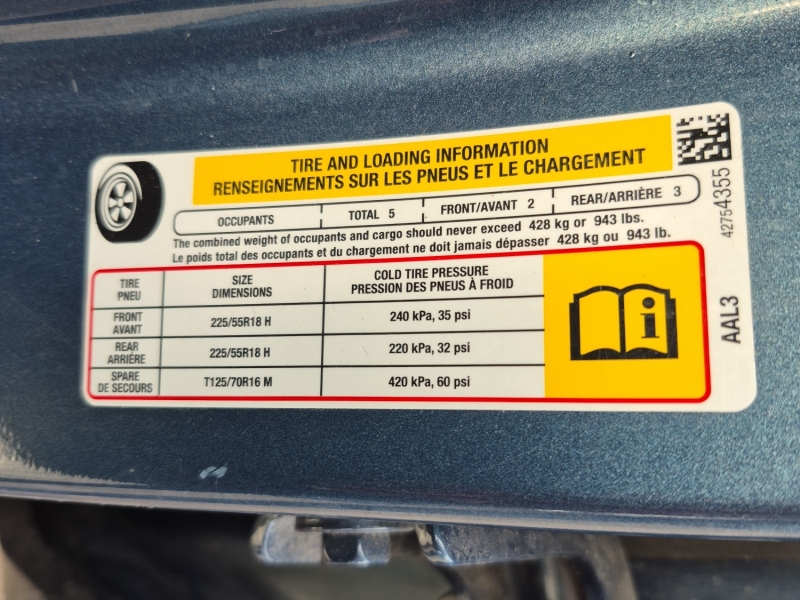 TIRE AND LOADING INFORMATION
RENSEIGNEMENTS SUR LES PNEUS ET LE CHARGEMENT
OCCUPANTS TOTAL 5 FRONT/AVANT 2 REAR/ARRIÈRE 3
The combined weight of occupants and cargo should never exceed 428 kg or 943 lbs.
Le poids total des occupants et du chargement ne doit jamais dépasser 428 kg ou 943 lb.
TIRE SIZE COLD TIRE PRESSURE
PNEU DIMENSIONS PRESSION DES PNEUS À FROID
FRONT
AVANT 225/55R18 H 240 kPa, 35 psi
REAR
ARRIÈRE 225/55R18 H 220 kPa, 32 psi
SPARE
DE SECOURS T125/70R16 M 420 kPa, 60 psi
42754355
AAL3